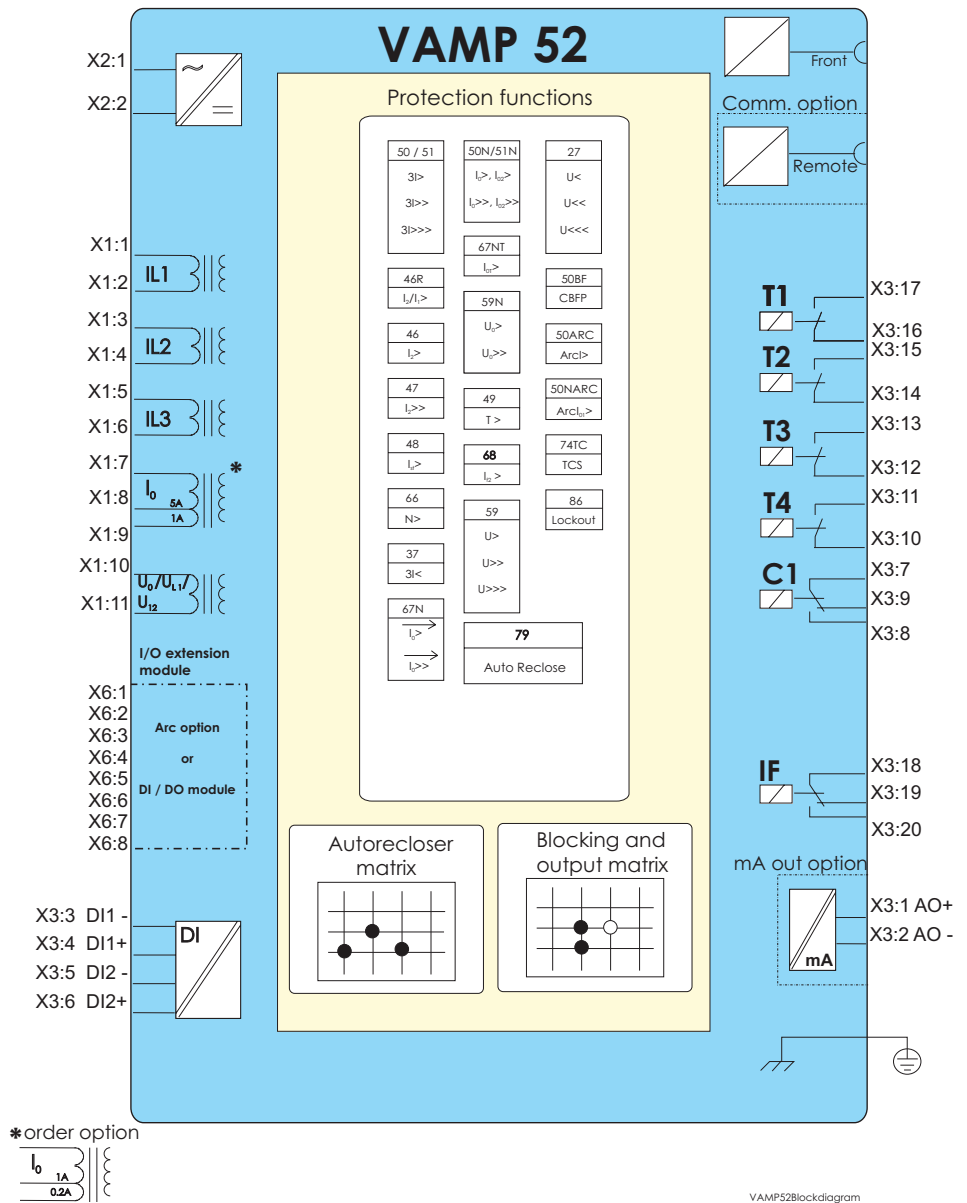 VAMP 52
X2:1
X2:2
X1:1
X1:2
IL1
X1:3
X1:4
IL2
X1:5
X1:6
IL3
X1:7
X1:8
X1:9
I₀
5A
1A
*
X1:10
X1:11
U₀/U_L1/
U₁₂
I/O extension
module
X6:1
X6:2
X6:3
X6:4
X6:5
X6:6
X6:7
X6:8
Arc option
or
DI / DO module
X3:3 DI1 -
X3:4 DI1+
X3:5 DI2 -
X3:6 DI2+
DI
Protection functions
50 / 51
3I>
3I>>
3I>>>
46R
I₂/I₁>
46
I₂>
47
I₂>>
48
Iₛₜ>
66
N>
37
3I<
67N
I₀>
I₀>>
50N/51N
I₀>, I₀₂>
I₀>>, I₀₂>>
67NT
I₀T>
59N
U₀>
U₀>>
49
T >
68
I_f2 >
59
U>
U>>
U>>>
79
Auto Reclose
27
U<
U<<
U<<<
50BF
CBFP
50ARC
ArcI>
50NARC
ArcI₀₁>
74TC
TCS
86
Lockout
Autorecloser
matrix
Blocking and
output matrix
Front
Comm. option
Remote
T1
X3:17
X3:16
T2
X3:15
X3:14
T3
X3:13
X3:12
T4
X3:11
X3:10
C1
X3:7
X3:9
X3:8
IF
X3:18
X3:19
X3:20
mA out option
mA
X3:1 AO+
X3:2 AO -
*order option
I₀
1A
0.2A
VAMP52Blockdiagram